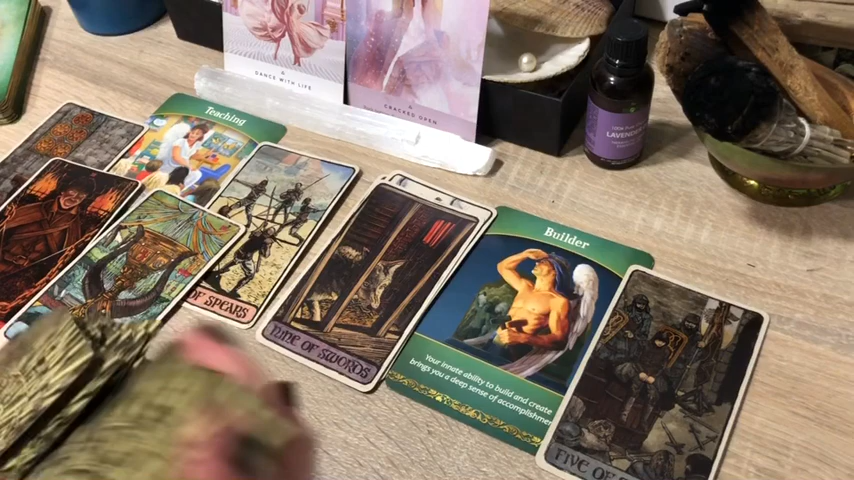 DANCE WITH LIFE
CRACKED OPEN
LAVENDER
Teaching
OF SPEARS
NINE OF SWORDS
Builder
Your innate ability to build and create
brings you a deep sense of accomplishmen
FIVE OF